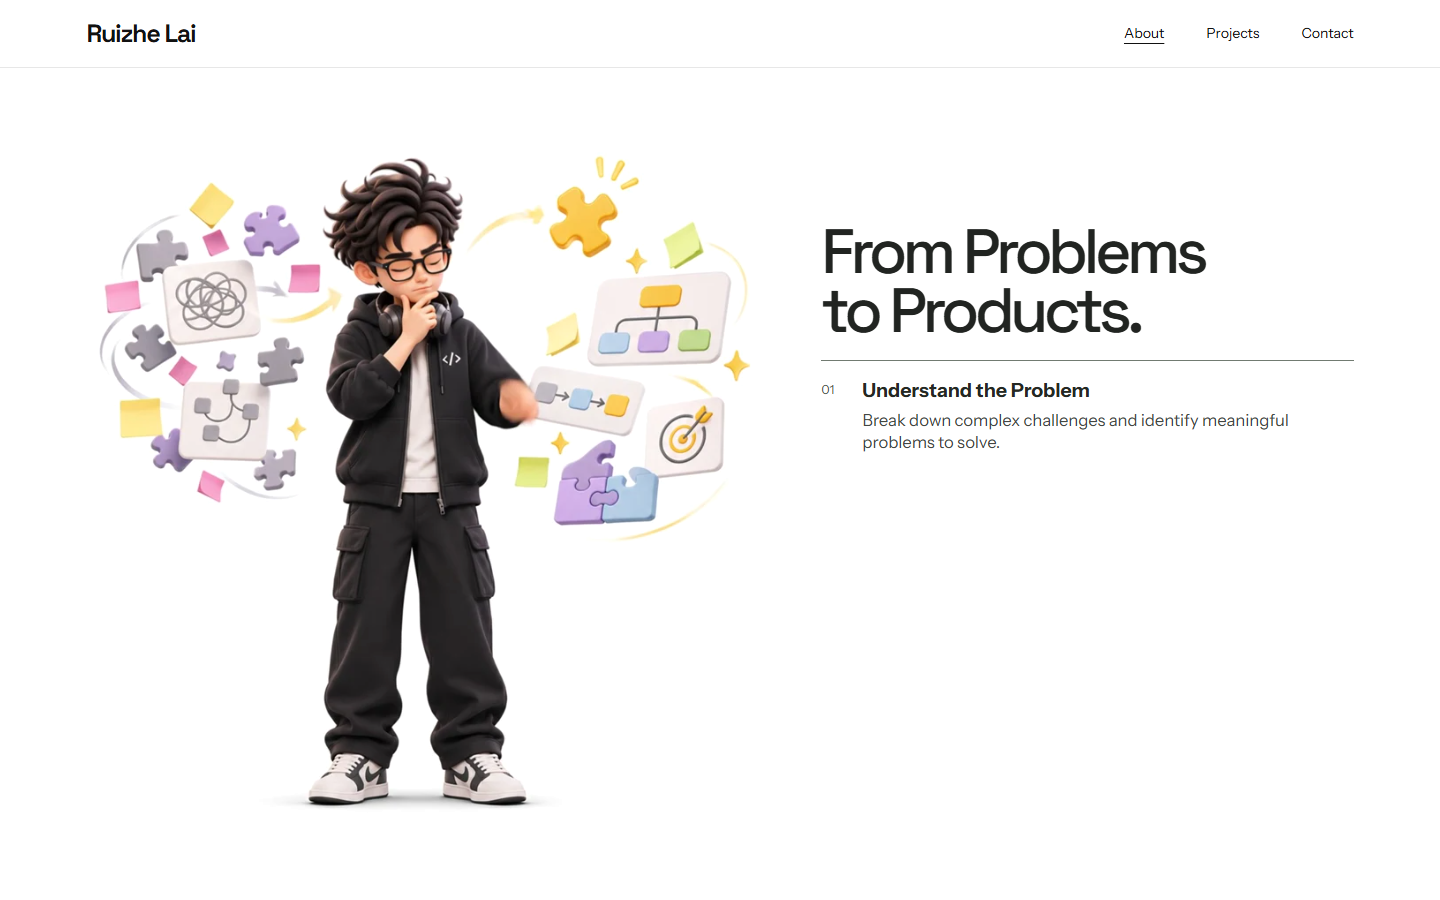 Ruizhe Lai
About
Projects
Contact
</>
From Problems
to Products.
01
Understand the Problem
Break down complex challenges and identify meaningful
problems to solve.